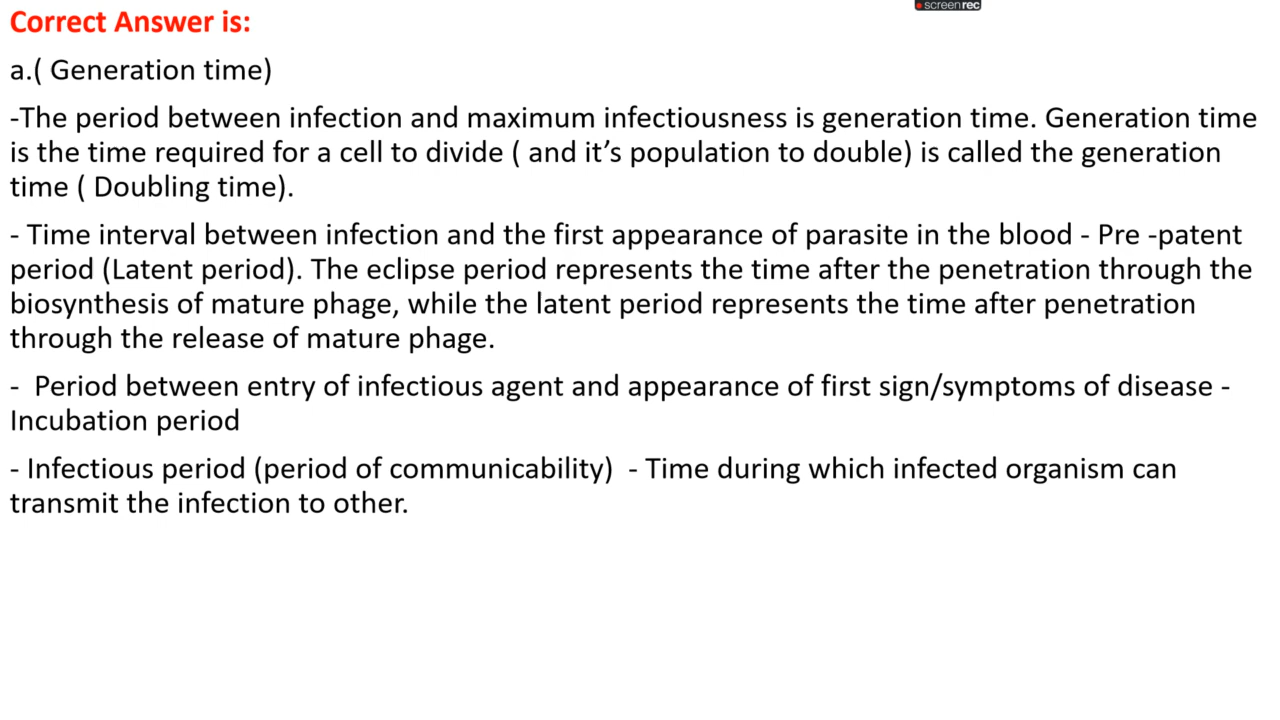 screenrec
Correct Answer is:
a.( Generation time)
-The period between infection and maximum infectiousness is generation time. Generation time
is the time required for a cell to divide ( and it’s population to double) is called the generation
time ( Doubling time).
- Time interval between infection and the first appearance of parasite in the blood - Pre -patent
period (Latent period). The eclipse period represents the time after the penetration through the
biosynthesis of mature phage, while the latent period represents the time after penetration
through the release of mature phage.
- Period between entry of infectious agent and appearance of first sign/symptoms of disease -
Incubation period
- Infectious period (period of communicability) - Time during which infected organism can
transmit the infection to other.